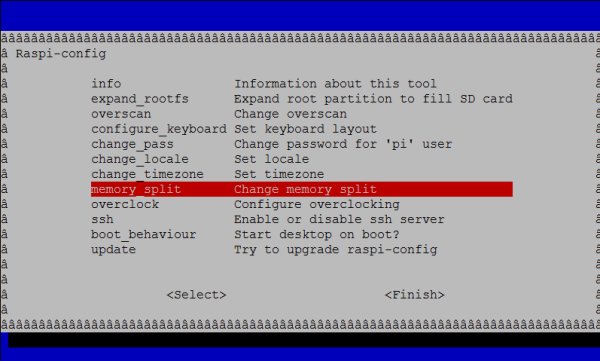 ââââââââââââââââââââââââââââââââââââââââââââââââââââââââââââââââââââââââââââââââ
â Raspi-config â
â â
â info Information about this tool â
â expand_rootfs Expand root partition to fill SD card â
â overscan Change overscan â
â configure_keyboard Set keyboard layout â
â change_pass Change password for 'pi' user â
â change_locale Set locale â
â change_timezone Set timezone â
â memory_split Change memory split â
â overclock Configure overclocking â
â ssh Enable or disable ssh server â
â boot_behaviour Start desktop on boot? â
â update Try to upgrade raspi-config â
â â
â â
â <Select> <Finish> â
â â
ââââââââââââââââââââââââââââââââââââââââââââââââââââââââââââââââââââââââââââââââ